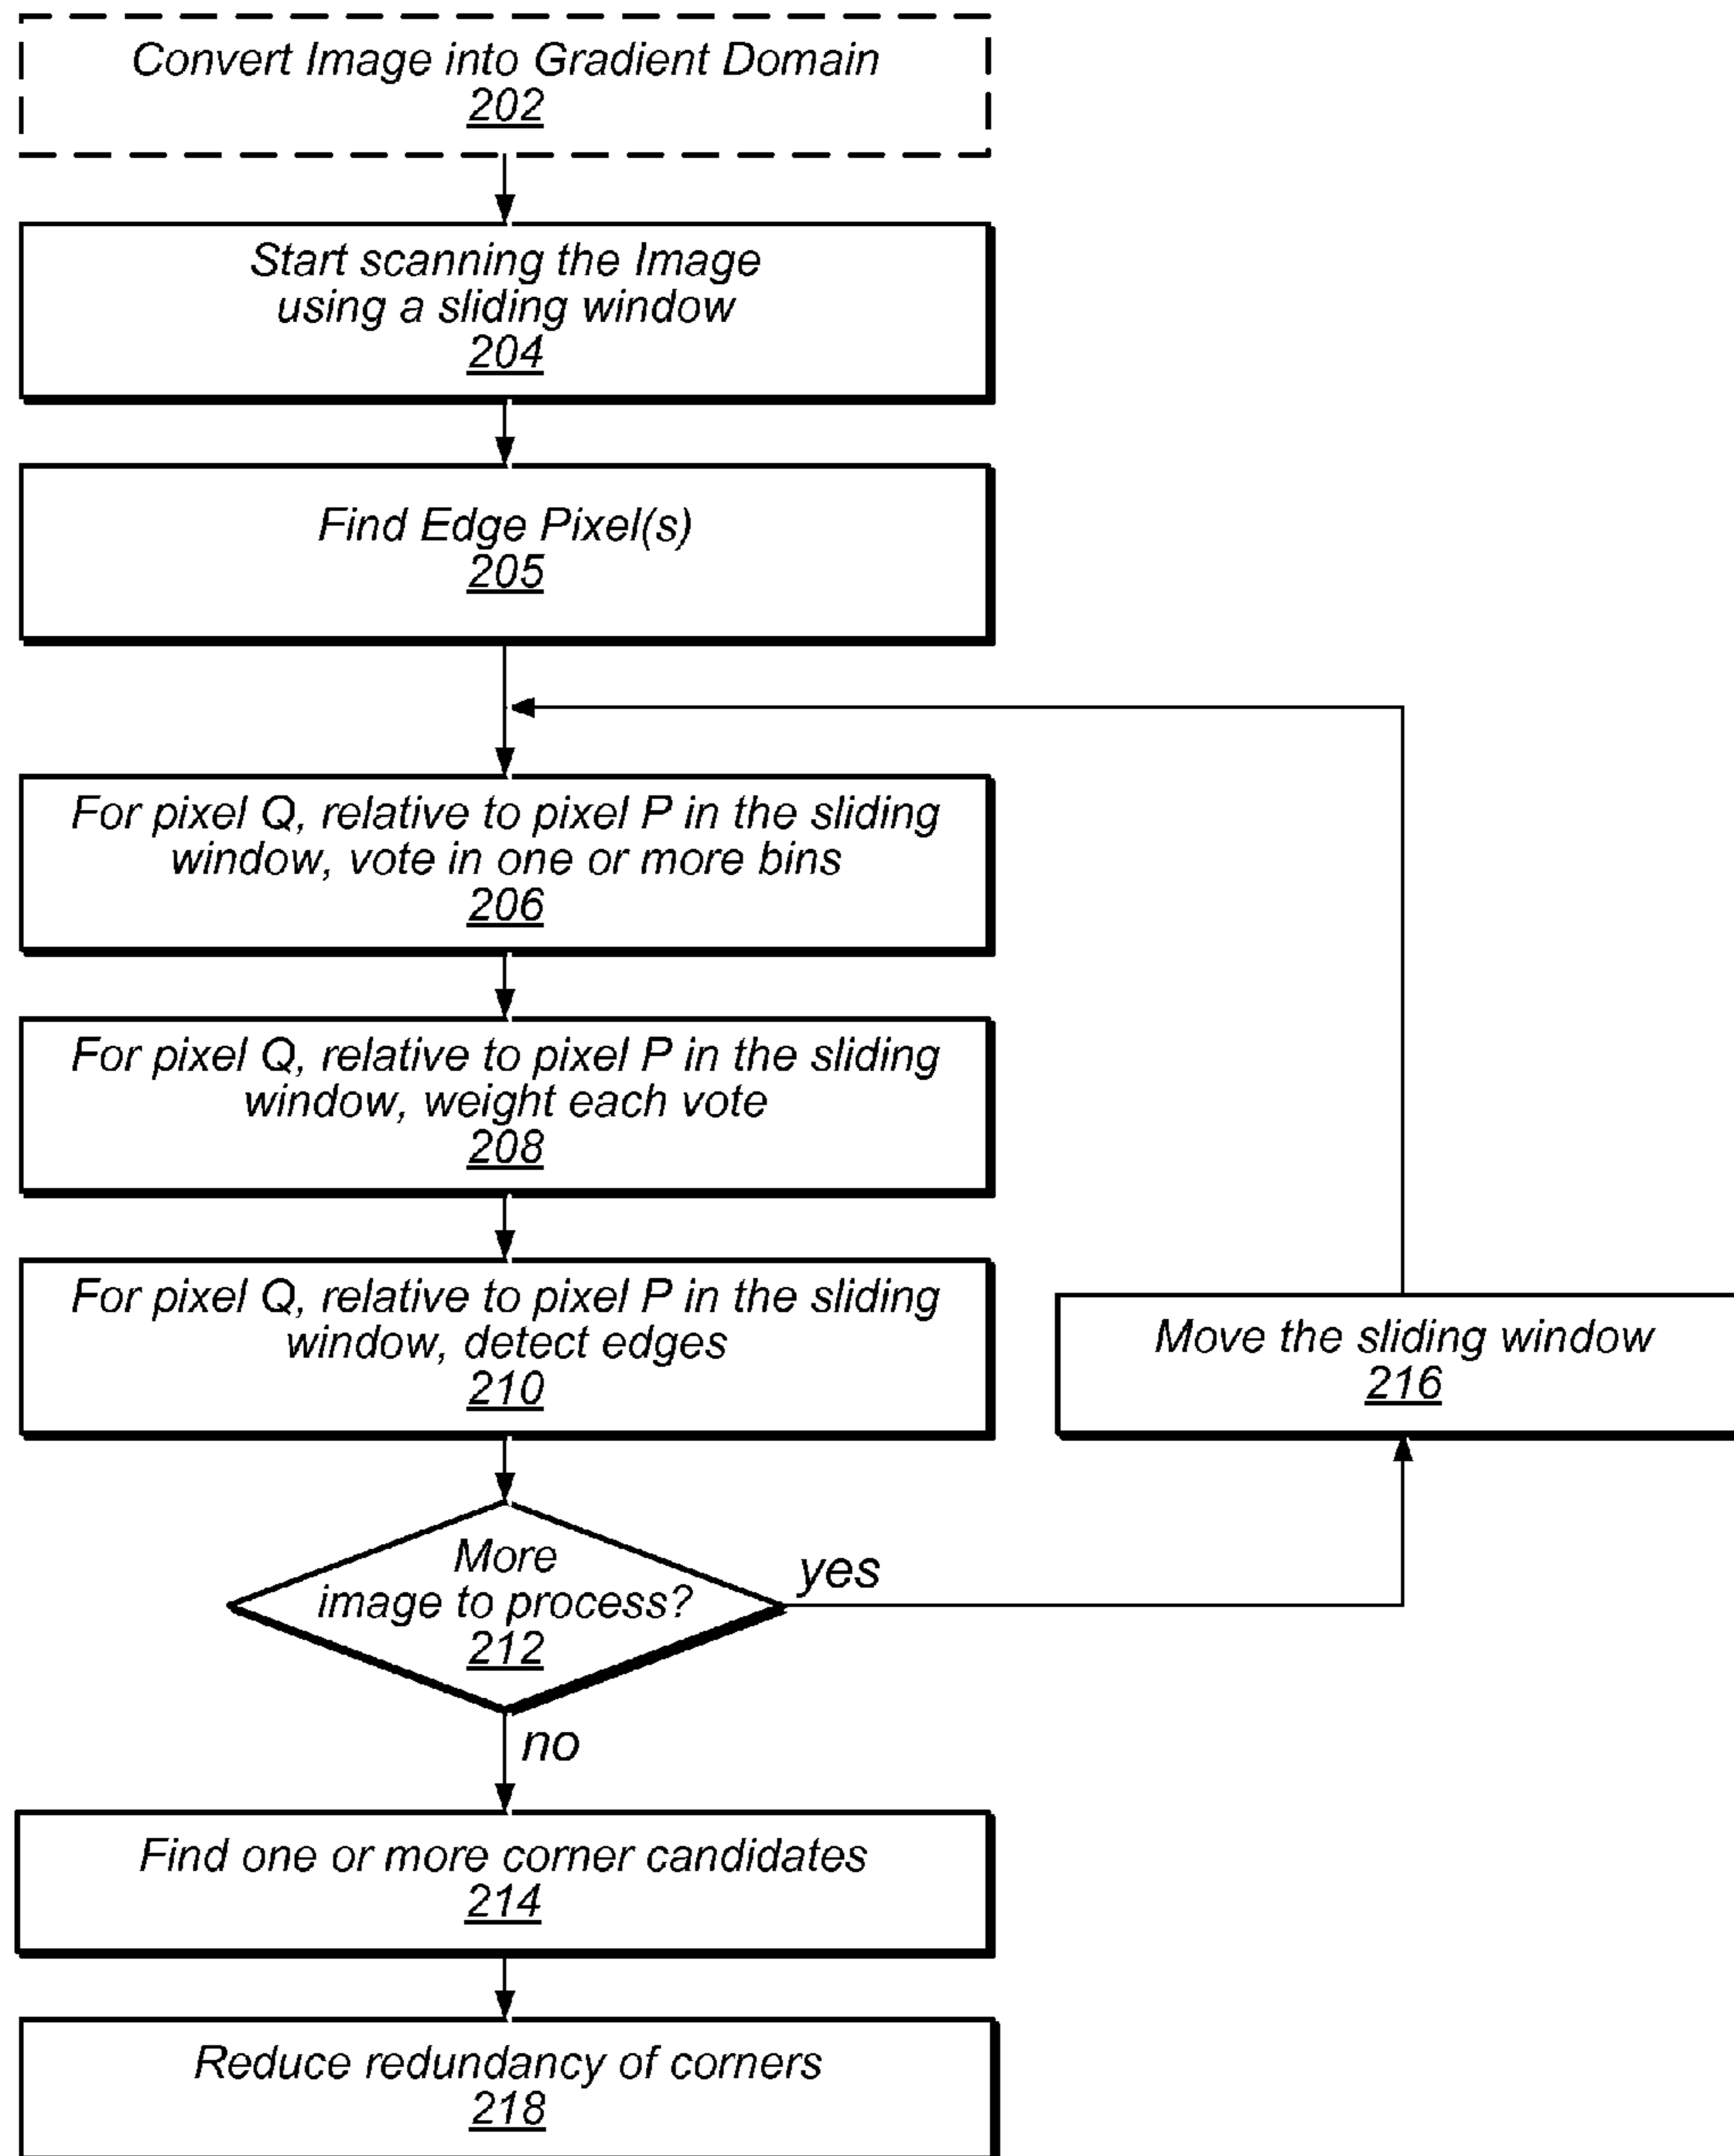 Convert Image into Gradient Domain
202
Start scanning the Image
using a sliding window
204
Find Edge Pixel(s)
205
For pixel Q, relative to pixel P in the sliding
window, vote in one or more bins
206
For pixel Q, relative to pixel P in the sliding
window, weight each vote
208
For pixel Q, relative to pixel P in the sliding
window, detect edges
210
Move the sliding window
216
More
image to process?
212
yes
no
Find one or more corner candidates
214
Reduce redundancy of corners
218